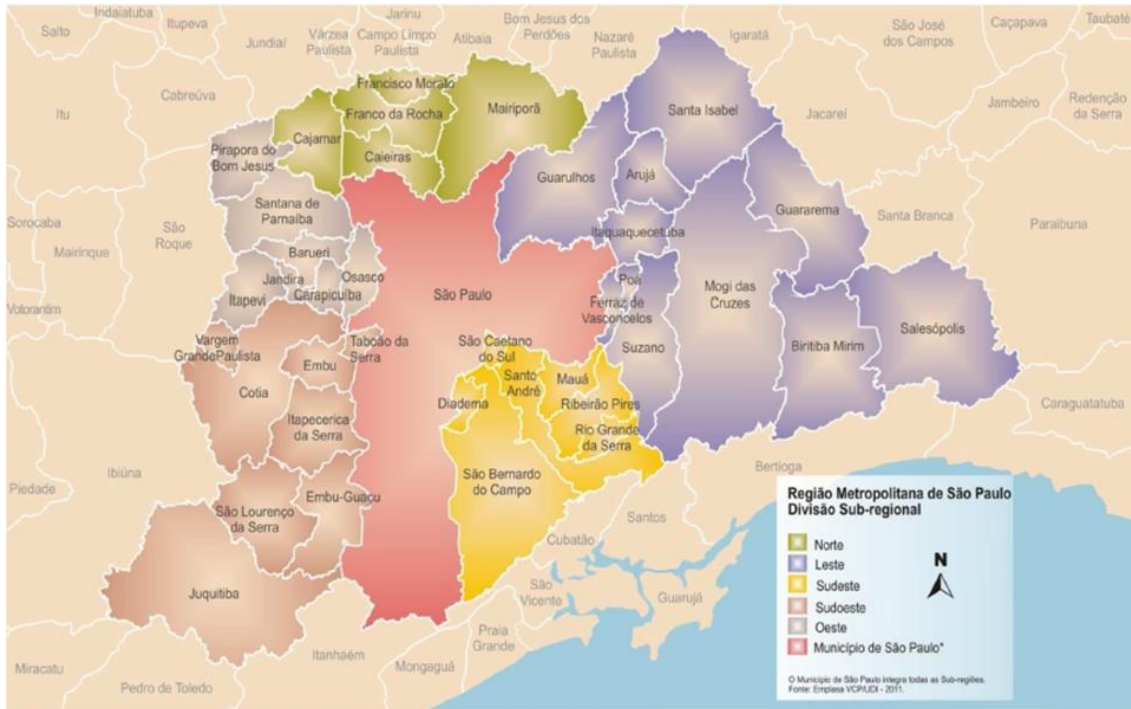 Indaiatuba
Salto
Itupeva
Jundiaí
Jarinu
Várzea
Paulista
Campo Limpo
Paulista
Atibaia
Bom Jesus dos
Perdões
Nazaré
Paulista
Igaratá
São José
dos Campos
Caçapava
Taubaté
Itu
Cabreúva
Jacareí
Jambeiro
Redenção
da Serra
Francisco Morato
Franco da Rocha
Mairiporã
Cajamar
Caieiras
Pirapora do
Bom Jesus
Santa Isabel
Guarulhos
Arujá
Santana de
Parnaíba
Guararema
Santa Branca
Paraibuna
Sorocaba
Mairinque
São
Roque
Itaquaquecetuba
Barueri
Osasco
Jandira
Carapicuíba
Itapevi
São Paulo
Poá
Ferraz de
Vasconcelos
Mogi das
Cruzes
Votorantim
Salesópolis
Vargem
GrandePaulista
Taboão da
Serra
São Caetano
do Sul
Suzano
Biritiba Mirim
Embu
Cotia
Santo
André
Mauá
Diadema
Ribeirão Pires
Itapecerica
da Serra
Rio Grande
da Serra
Caraguatatuba
Ibiúna
Piedade
São Bernardo
do Campo
Bertioga
Embu-Guaçu
São Lourenço
da Serra
Santos
Cubatão
São
Vicente
Guarujá
Juquitiba
Praia
Grande
Itanhaém
Mongaguá
Miracatu
Pedro de Toledo
Região Metropolitana de São Paulo
Divisão Sub-regional
Norte
Leste
Sudeste
Sudoeste
Oeste
Município de São Paulo*
N
O Município de São Paulo integra todas as Sub-regiões.
Fonte: Emplasa VCP/UDI - 2011.